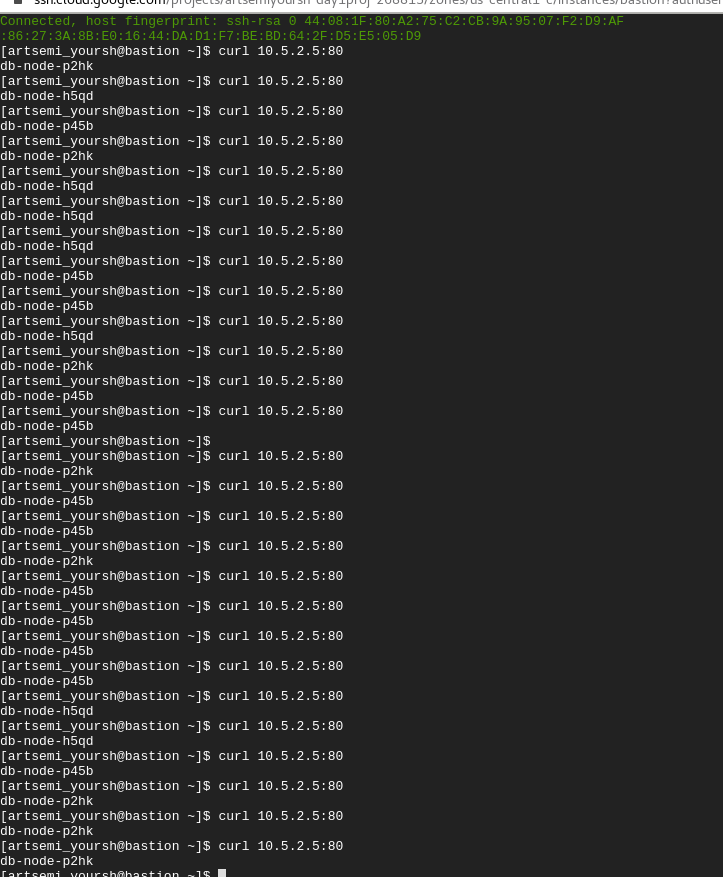 ssh.cloud.google.com/projects/artsemiyoursh-day1proj-268815/zones/us-central1-c/instances/bastion?authuser
Connected, host fingerprint: ssh-rsa 0 44:08:1F:80:A2:75:C2:CB:9A:95:07:F2:D9:AF
:86:27:3A:8B:E0:16:44:DA:D1:F7:BE:BD:64:2F:D5:E5:05:D9
[artsemi_yoursh@bastion ~]$ curl 10.5.2.5:80
db-node-p2hk
[artsemi_yoursh@bastion ~]$ curl 10.5.2.5:80
db-node-h5qd
[artsemi_yoursh@bastion ~]$ curl 10.5.2.5:80
db-node-p45b
[artsemi_yoursh@bastion ~]$ curl 10.5.2.5:80
db-node-p2hk
[artsemi_yoursh@bastion ~]$ curl 10.5.2.5:80
db-node-h5qd
[artsemi_yoursh@bastion ~]$ curl 10.5.2.5:80
db-node-h5qd
[artsemi_yoursh@bastion ~]$ curl 10.5.2.5:80
db-node-h5qd
[artsemi_yoursh@bastion ~]$ curl 10.5.2.5:80
db-node-p45b
[artsemi_yoursh@bastion ~]$ curl 10.5.2.5:80
db-node-p45b
[artsemi_yoursh@bastion ~]$ curl 10.5.2.5:80
db-node-h5qd
[artsemi_yoursh@bastion ~]$ curl 10.5.2.5:80
db-node-p2hk
[artsemi_yoursh@bastion ~]$ curl 10.5.2.5:80
db-node-p45b
[artsemi_yoursh@bastion ~]$ curl 10.5.2.5:80
db-node-p45b
[artsemi_yoursh@bastion ~]$
[artsemi_yoursh@bastion ~]$ curl 10.5.2.5:80
db-node-p2hk
[artsemi_yoursh@bastion ~]$ curl 10.5.2.5:80
db-node-p45b
[artsemi_yoursh@bastion ~]$ curl 10.5.2.5:80
db-node-p45b
[artsemi_yoursh@bastion ~]$ curl 10.5.2.5:80
db-node-p2hk
[artsemi_yoursh@bastion ~]$ curl 10.5.2.5:80
db-node-p45b
[artsemi_yoursh@bastion ~]$ curl 10.5.2.5:80
db-node-p45b
[artsemi_yoursh@bastion ~]$ curl 10.5.2.5:80
db-node-p45b
[artsemi_yoursh@bastion ~]$ curl 10.5.2.5:80
db-node-p45b
[artsemi_yoursh@bastion ~]$ curl 10.5.2.5:80
db-node-h5qd
[artsemi_yoursh@bastion ~]$ curl 10.5.2.5:80
db-node-h5qd
[artsemi_yoursh@bastion ~]$ curl 10.5.2.5:80
db-node-p45b
[artsemi_yoursh@bastion ~]$ curl 10.5.2.5:80
db-node-p2hk
[artsemi_yoursh@bastion ~]$ curl 10.5.2.5:80
db-node-p2hk
[artsemi_yoursh@bastion ~]$ curl 10.5.2.5:80
db-node-p2hk
[artsemi_yoursh@bastion ~]$